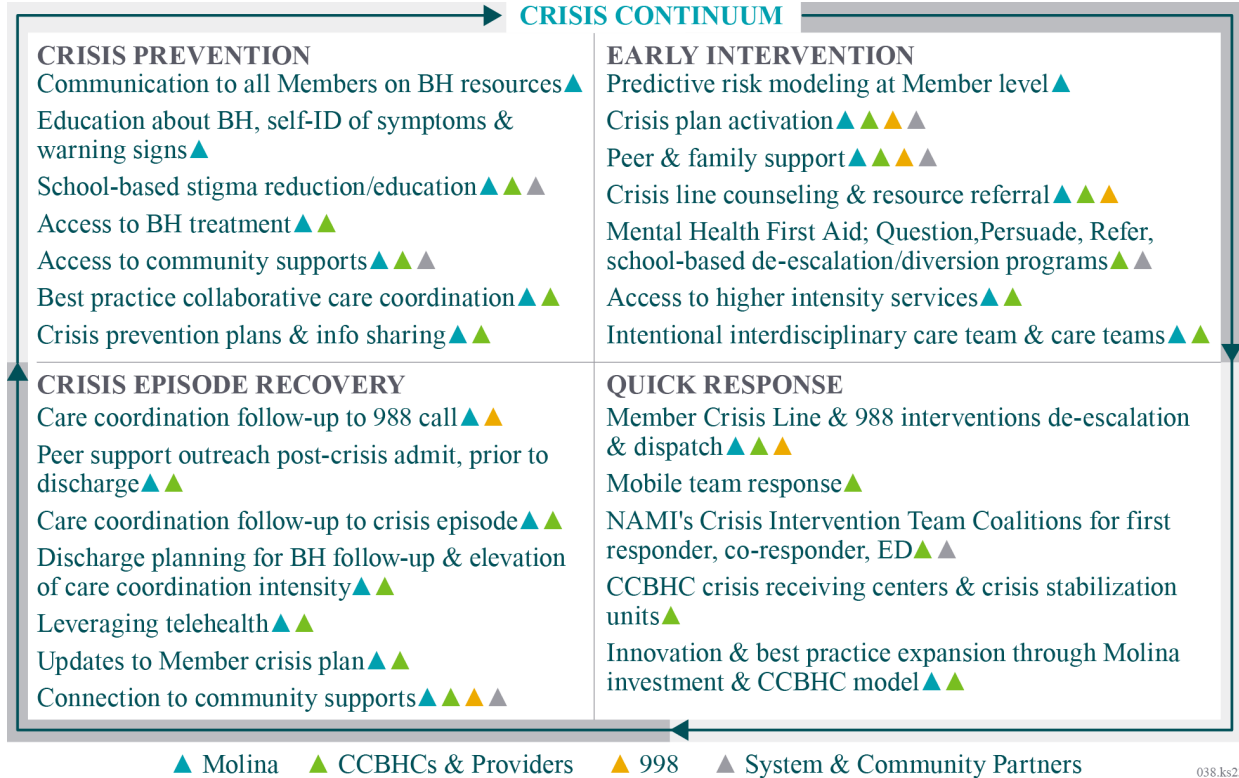 CRISIS CONTINUUM
CRISIS PREVENTION
Communication to all Members on BH resources
Education about BH, self-ID of symptoms &
warning signs
School-based stigma reduction/education
Access to BH treatment
Access to community supports
Best practice collaborative care coordination
Crisis prevention plans & info sharing
EARLY INTERVENTION
Predictive risk modeling at Member level
Crisis plan activation
Peer & family support
Crisis line counseling & resource referral
Mental Health First Aid; Question,Persuade, Refer,
school-based de-escalation/diversion programs
Access to higher intensity services
Intentional interdisciplinary care team & care teams
CRISIS EPISODE RECOVERY
Care coordination follow-up to 988 call
Peer support outreach post-crisis admit, prior to
discharge
Care coordination follow-up to crisis episode
Discharge planning for BH follow-up & elevation
of care coordination intensity
Leveraging telehealth
Updates to Member crisis plan
Connection to community supports
QUICK RESPONSE
Member Crisis Line & 988 interventions de-escalation
& dispatch
Mobile team response
NAMI's Crisis Intervention Team Coalitions for first
responder, co-responder, ED
CCBHC crisis receiving centers & crisis stabilization
units
Innovation & best practice expansion through Molina
investment & CCBHC model
Molina CCBHCs & Providers 998 System & Community Partners
038.ks2